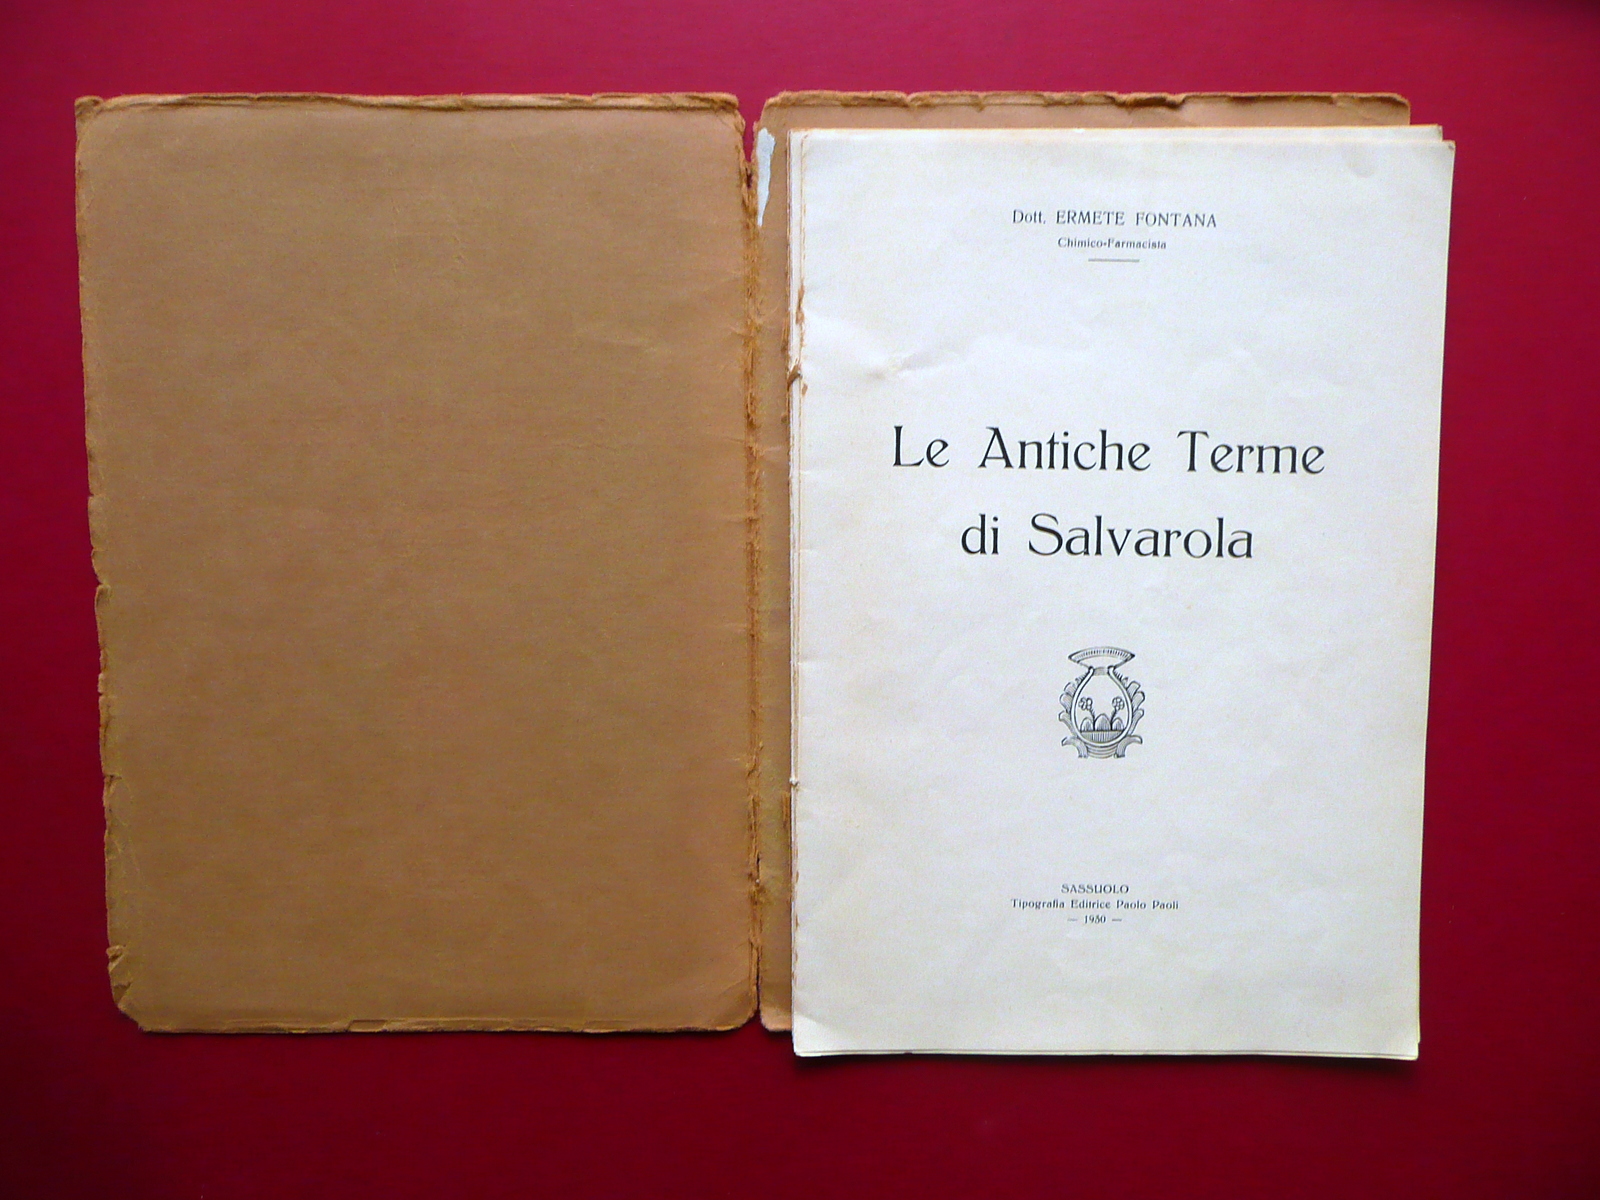 Dott. ERMETE FONTANA
Chimico-Farmacista
Le Antiche Terme
di Salvarola
SASSUOLO
Tipografia Editrice Paolo Paoli
— 1930 —